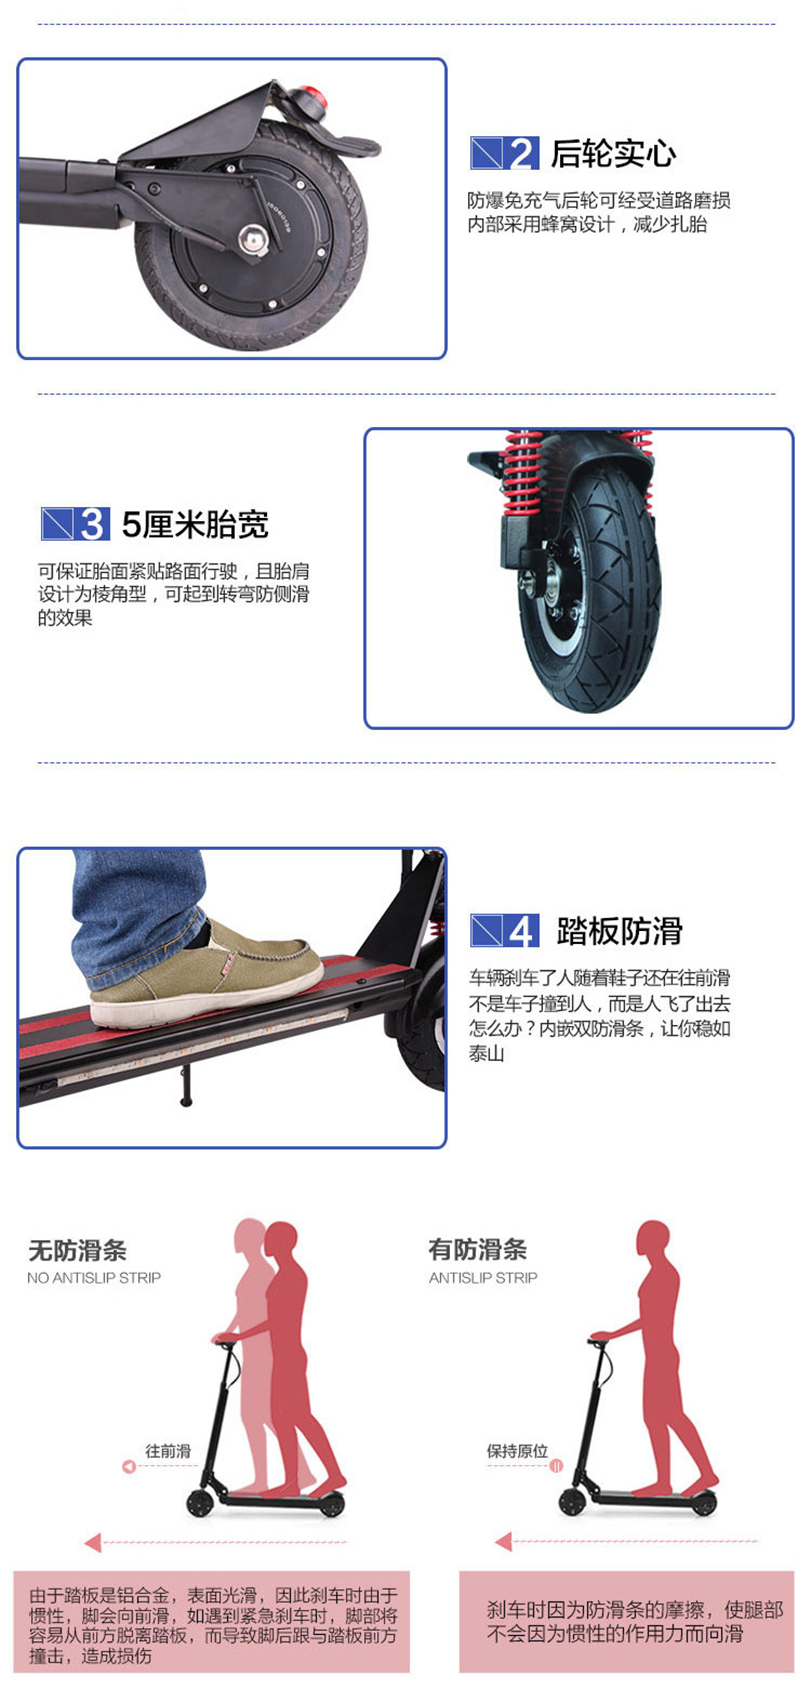 2 后轮实心
防爆免充气后轮可经受道路磨损
内部采用蜂窝设计，减少扎胎
3 5厘米胎宽
可保证胎面紧贴路面行驶，且胎肩
设计为棱角型，可起到转弯防侧滑
的效果
4 踏板防滑
车辆刹车了人随着鞋子还在往前滑
不是车子撞到人，而是人飞了出去
怎么办？内嵌双防滑条，让你稳如
泰山
无防滑条
NO ANTISLIP STRIP
往前滑
由于踏板是铝合金，表面光滑，因此刹车时由于
惯性，脚会向前滑，如遇到紧急刹车时，脚部将
容易从前方脱离踏板，而导致脚后跟与踏板前方
撞击，造成损伤
有防滑条
ANTISLIP STRIP
保持原位
刹车时因为防滑条的摩擦，使腿部
不会因为惯性的作用力而向滑